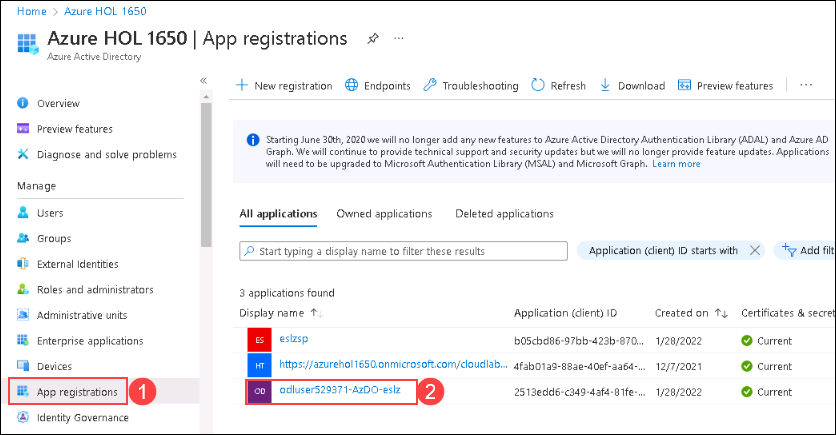 Home > Azure HOL 1650
Azure HOL 1650 | App registrations
Azure Active Directory
New registration Endpoints Troubleshooting Refresh Download Preview features
Overview
Preview features
Diagnose and solve problems
Manage
Users
Groups
External Identities
Roles and administrators
Administrative units
Enterprise applications
Devices
App registrations 1
Identity Governance
Starting June 30th, 2020 we will no longer add any new features to Azure Active Directory Authentication Library (ADAL) and Azure AD
Graph. We will continue to provide technical support and security updates but we will no longer provide feature updates. Applications
will need to be upgraded to Microsoft Authentication Library (MSAL) and Microsoft Graph. Learn more
All applications Owned applications Deleted applications
Start typing a display name to filter these results Application (client) ID starts with Add filt
3 applications found
Display name Application (client) ID Created on Certificates & secret
ES eslzsp b05cbd86-97bb-423b-870... 1/28/2022 Current
HT https://azurehol1650.onmicrosoft.com/cloudlab... 4fab01a9-88ae-40ef-aa64-... 12/7/2021 Current
OD odluser529371-AzDO-eslz 2 2513edd6-c349-4af4-81fe-... 1/28/2022 Current